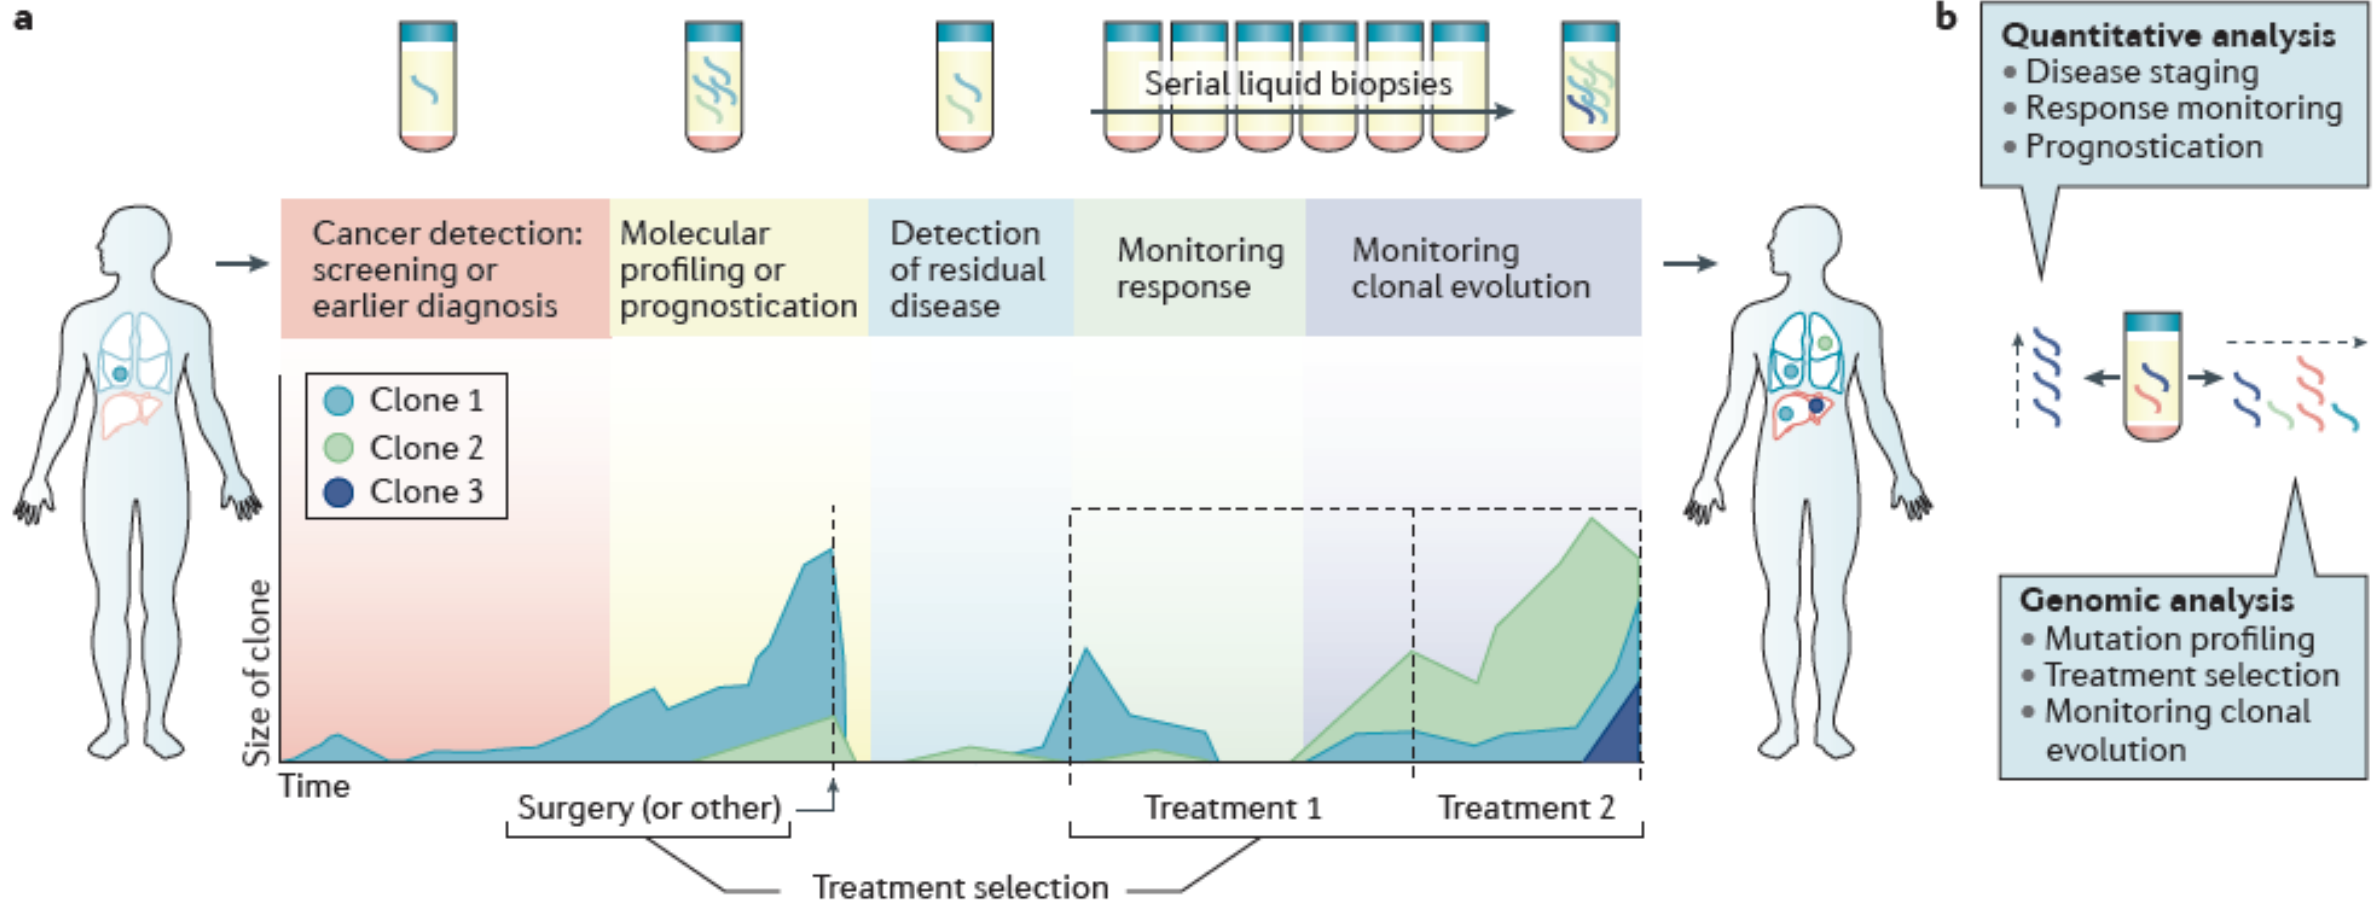 a
Serial liquid biopsies
Cancer detection:
screening or
earlier diagnosis
Molecular
profiling or
prognostication
Detection
of residual
disease
Monitoring
response
Monitoring
clonal evolution
Clone 1
Clone 2
Clone 3
Size of clone
Time
Surgery (or other)
Treatment 1
Treatment 2
Treatment selection
b
Quantitative analysis
• Disease staging
• Response monitoring
• Prognostication
Genomic analysis
• Mutation profiling
• Treatment selection
• Monitoring clonal
evolution